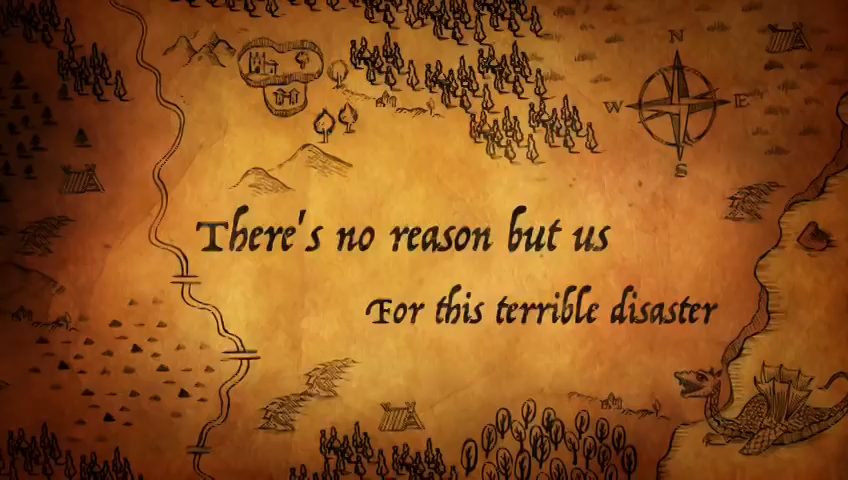 N
W E
S
There's no reason but us
For this terrible disaster